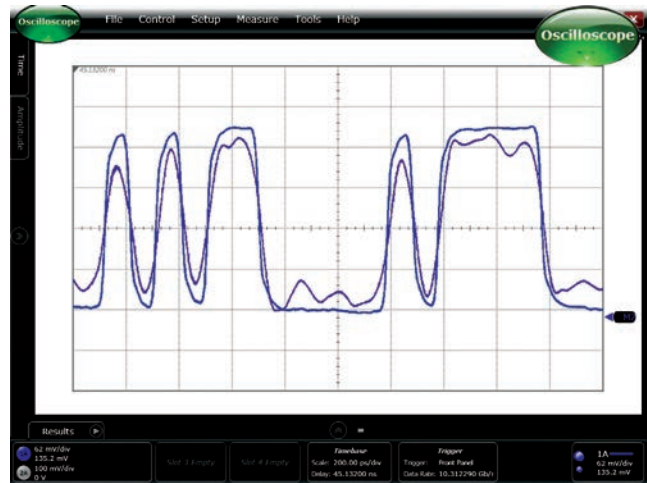 Oscilloscope File Control Setup Measure Tools Help
Oscilloscope
Time
Amplitude
45.13200 ns
M
Results
1A 62 mV/div
135.2 mV
2A 100 mV/div
0 V
Slot 3 Empty
Slot 4 Empty
Timebase
Scale: 200.00 ps/div
Delay: 45.13200 ns
Trigger
Trigger: Front Panel
Data Rate: 10.312290 Gb/s
1A
62 mV/div
135.2 mV